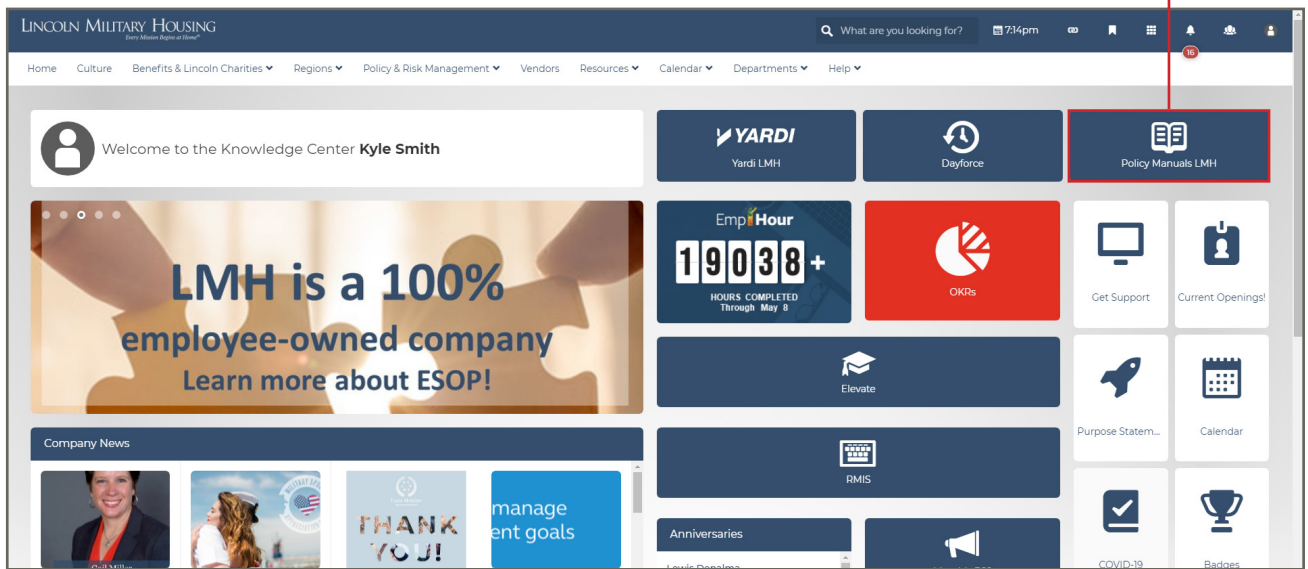 LINCOLN MILITARY HOUSING
Every Mission Begins at Home®
What are you looking for?
7:14pm
16
Home Culture Benefits & Lincoln Charities Regions Policy & Risk Management Vendors Resources Calendar Departments Help
Welcome to the Knowledge Center Kyle Smith
YARDI
Yardi LMH
Dayforce
Policy Manuals LMH
LMH is a 100%
employee-owned company
Learn more about ESOP!
Emp Hour
19038+
HOURS COMPLETED
Through May 8
OKRs
Get Support
Current Openings!
Elevate
Purpose Statem...
Calendar
Company News
RMIS
THANK
YOU!
manage
ent goals
Anniversaries
COVID-19
Badges